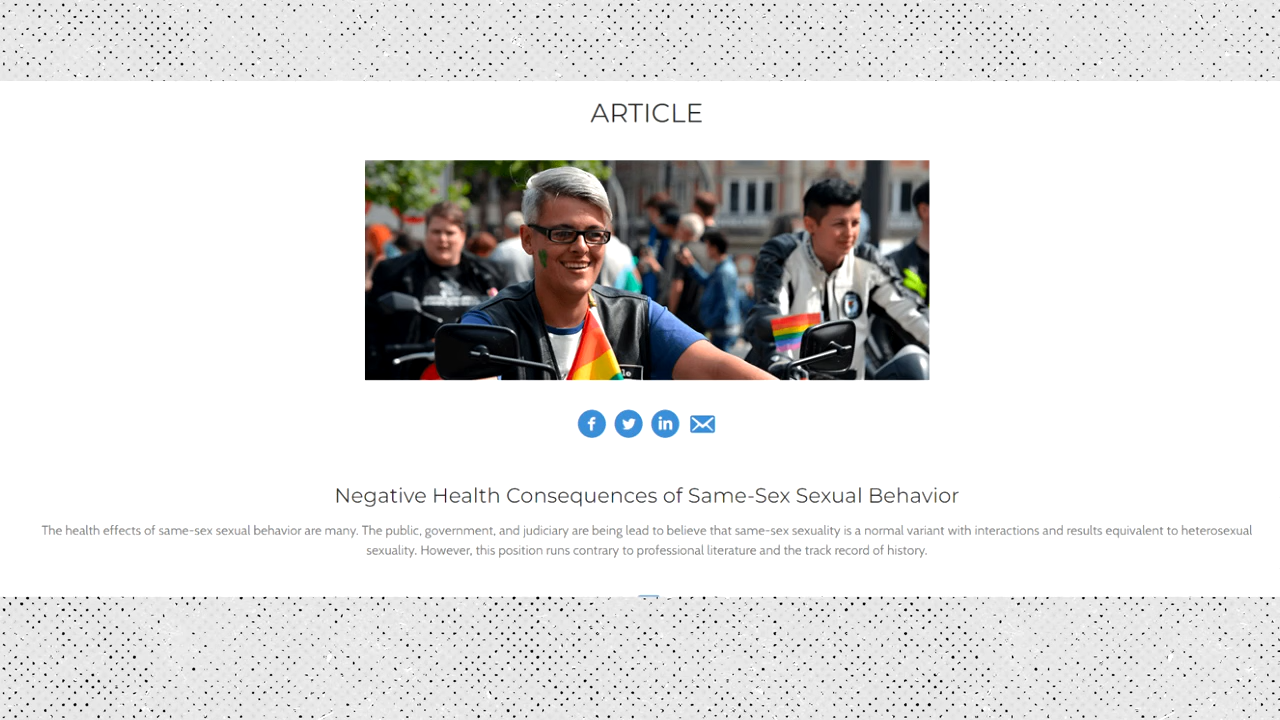 ARTICLE
Negative Health Consequences of Same-Sex Sexual Behavior
The health effects of same-sex sexual behavior are many. The public, government, and judiciary are being lead to believe that same-sex sexuality is a normal variant with interactions and results equivalent to heterosexual
sexuality. However, this position runs contrary to professional literature and the track record of history.